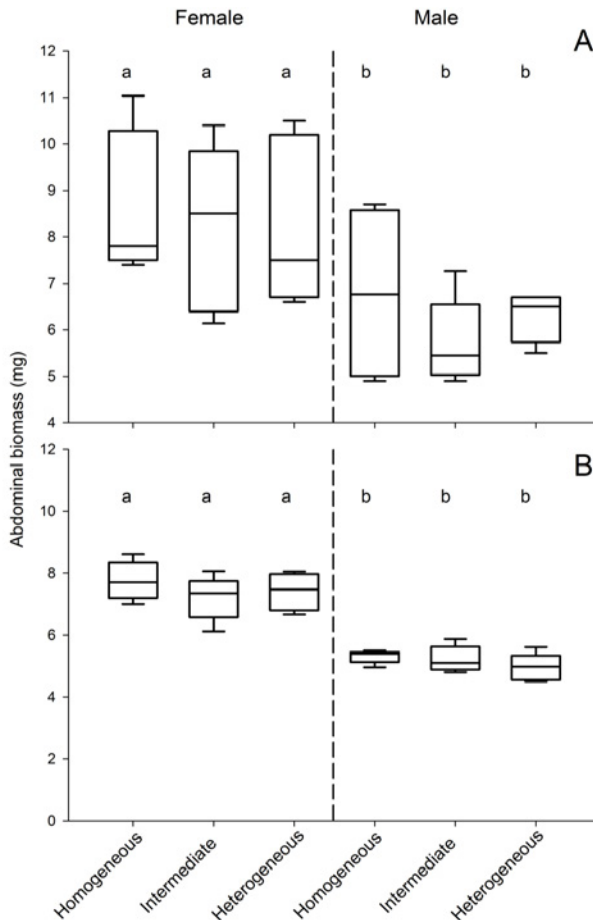 Female Male
A
12
a a a b b b
11
10
9
8
7
6
5
4
Abdominal biomass (mg)
B
12
a a a b b b
10
8
6
4
2
0
Homogeneous Intermediate Heterogeneous Homogeneous Intermediate Heterogeneous